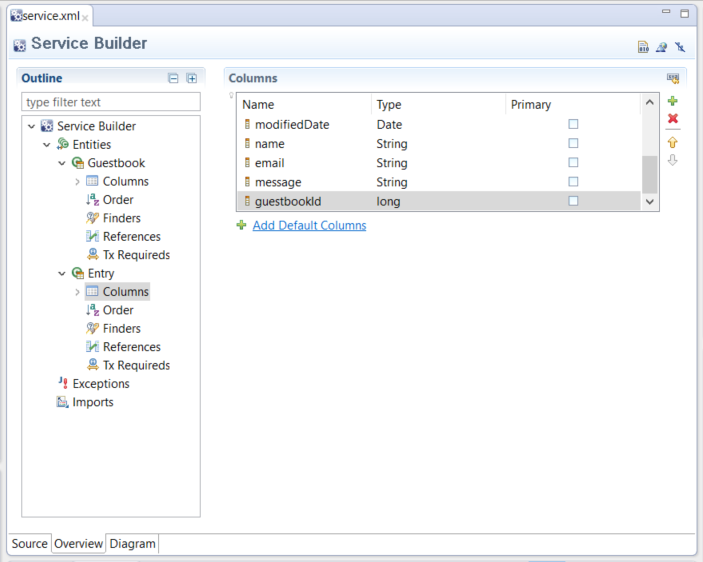 service.xml
Service Builder
Outline
type filter text
Service Builder
Entities
Guestbook
Columns
Order
Finders
References
Tx Requireds
Entry
Columns
Order
Finders
References
Tx Requireds
Exceptions
Imports
Columns
Name Type Primary
modifiedDate Date
name String
email String
message String
guestbookId long
Add Default Columns
Source Overview Diagram